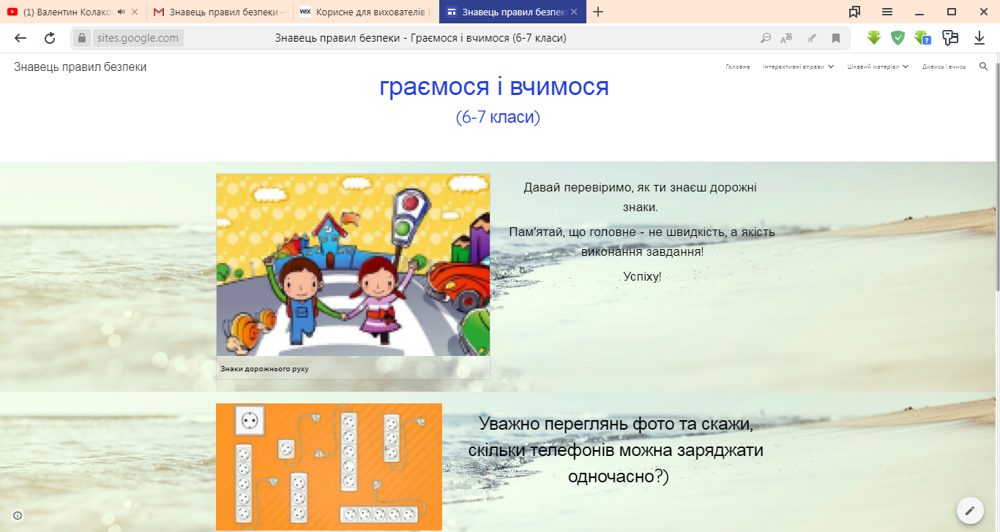 (1) Валентин Колако
Знавець правил безпеки –
WIX Корисне для вихователів
Знавець правил безпек
sites.google.com
Знавець правил безпеки - Граємося і вчимося (6-7 класи)
Знавець правил безпеки
Головна
Інтерактивні вправи
Цікавий матеріал
Дивись і вчись
граємося і вчимося
(6-7 класи)
Давай перевіримо, як ти знаєш дорожні
знаки.
Пам'ятай, що головне - не швидкість, а якість
виконання завдання!
Успіху!
Знаки дорожнього руху
Уважно переглянь фото та скажи,
скільки телефонів можна заряджати
одночасно?)